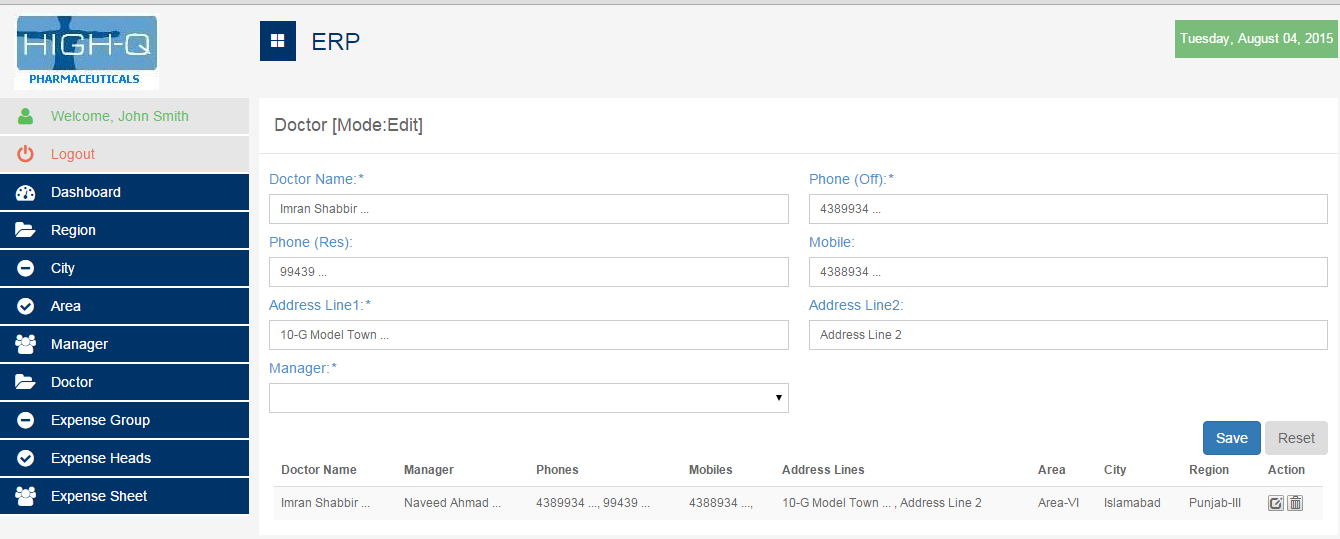 HIGH-Q
PHARMACEUTICALS
ERP
Tuesday, August 04, 2015
Welcome, John Smith
Logout
Dashboard
Region
City
Area
Manager
Doctor
Expense Group
Expense Heads
Expense Sheet
Doctor [Mode:Edit]
Doctor Name:* Phone (Off):*
Imran Shabbir ... 4389934 ...
Phone (Res): Mobile:
99439 ... 4388934 ...
Address Line1:* Address Line2:
10-G Model Town ... Address Line 2
Manager:*
Save Reset
Doctor Name Manager Phones Mobiles Address Lines Area City Region Action
Imran Shabbir ... Naveed Ahmad ... 4389934 ..., 99439 ... 4388934 ..., 10-G Model Town ... , Address Line 2 Area-VI Islamabad Punjab-III